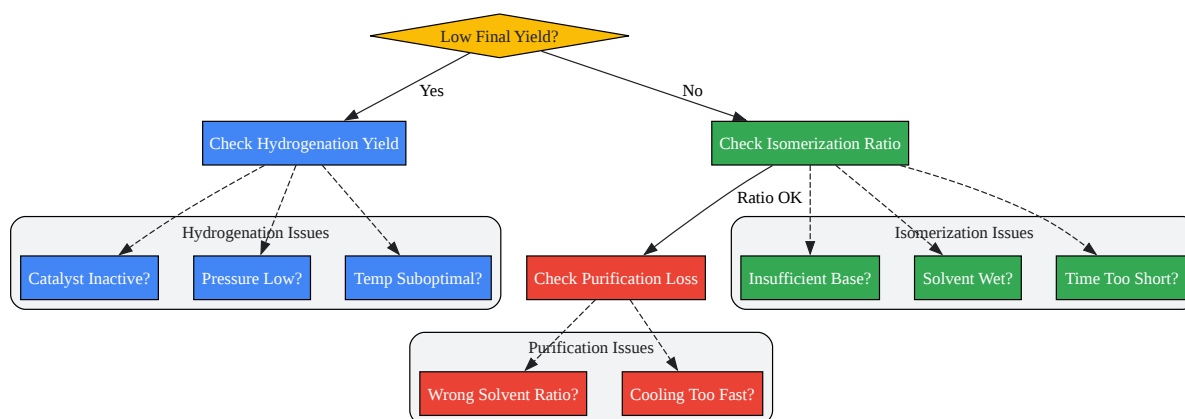 Low Final Yield?
Yes
No
Check Hydrogenation Yield
Check Isomerization Ratio
Ratio OK
Hydrogenation Issues
Isomerization Issues
Catalyst Inactive?
Pressure Low?
Temp Suboptimal?
Check Purification Loss
Insufficient Base?
Solvent Wet?
Time Too Short?
Purification Issues
Wrong Solvent Ratio?
Cooling Too Fast?